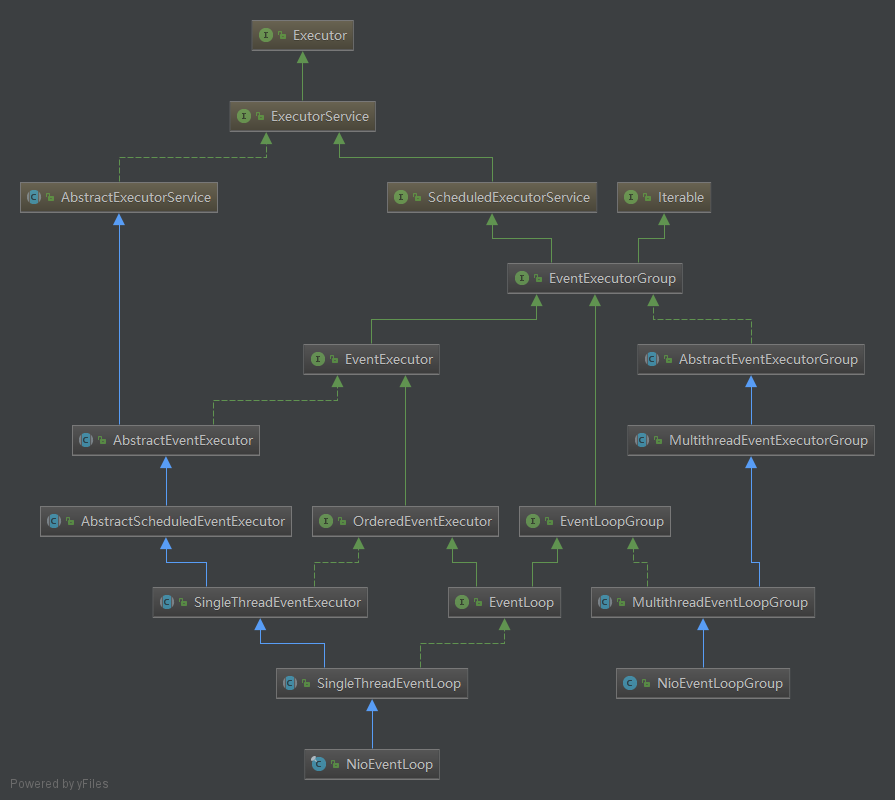 Executor
ExecutorService
AbstractExecutorService
ScheduledExecutorService
Iterable
EventExecutorGroup
EventExecutor
AbstractEventExecutorGroup
AbstractEventExecutor
MultithreadEventExecutorGroup
AbstractScheduledEventExecutor
OrderedEventExecutor
EventLoopGroup
SingleThreadEventExecutor
EventLoop
MultithreadEventLoopGroup
SingleThreadEventLoop
NioEventLoopGroup
NioEventLoop
Powered by yFiles